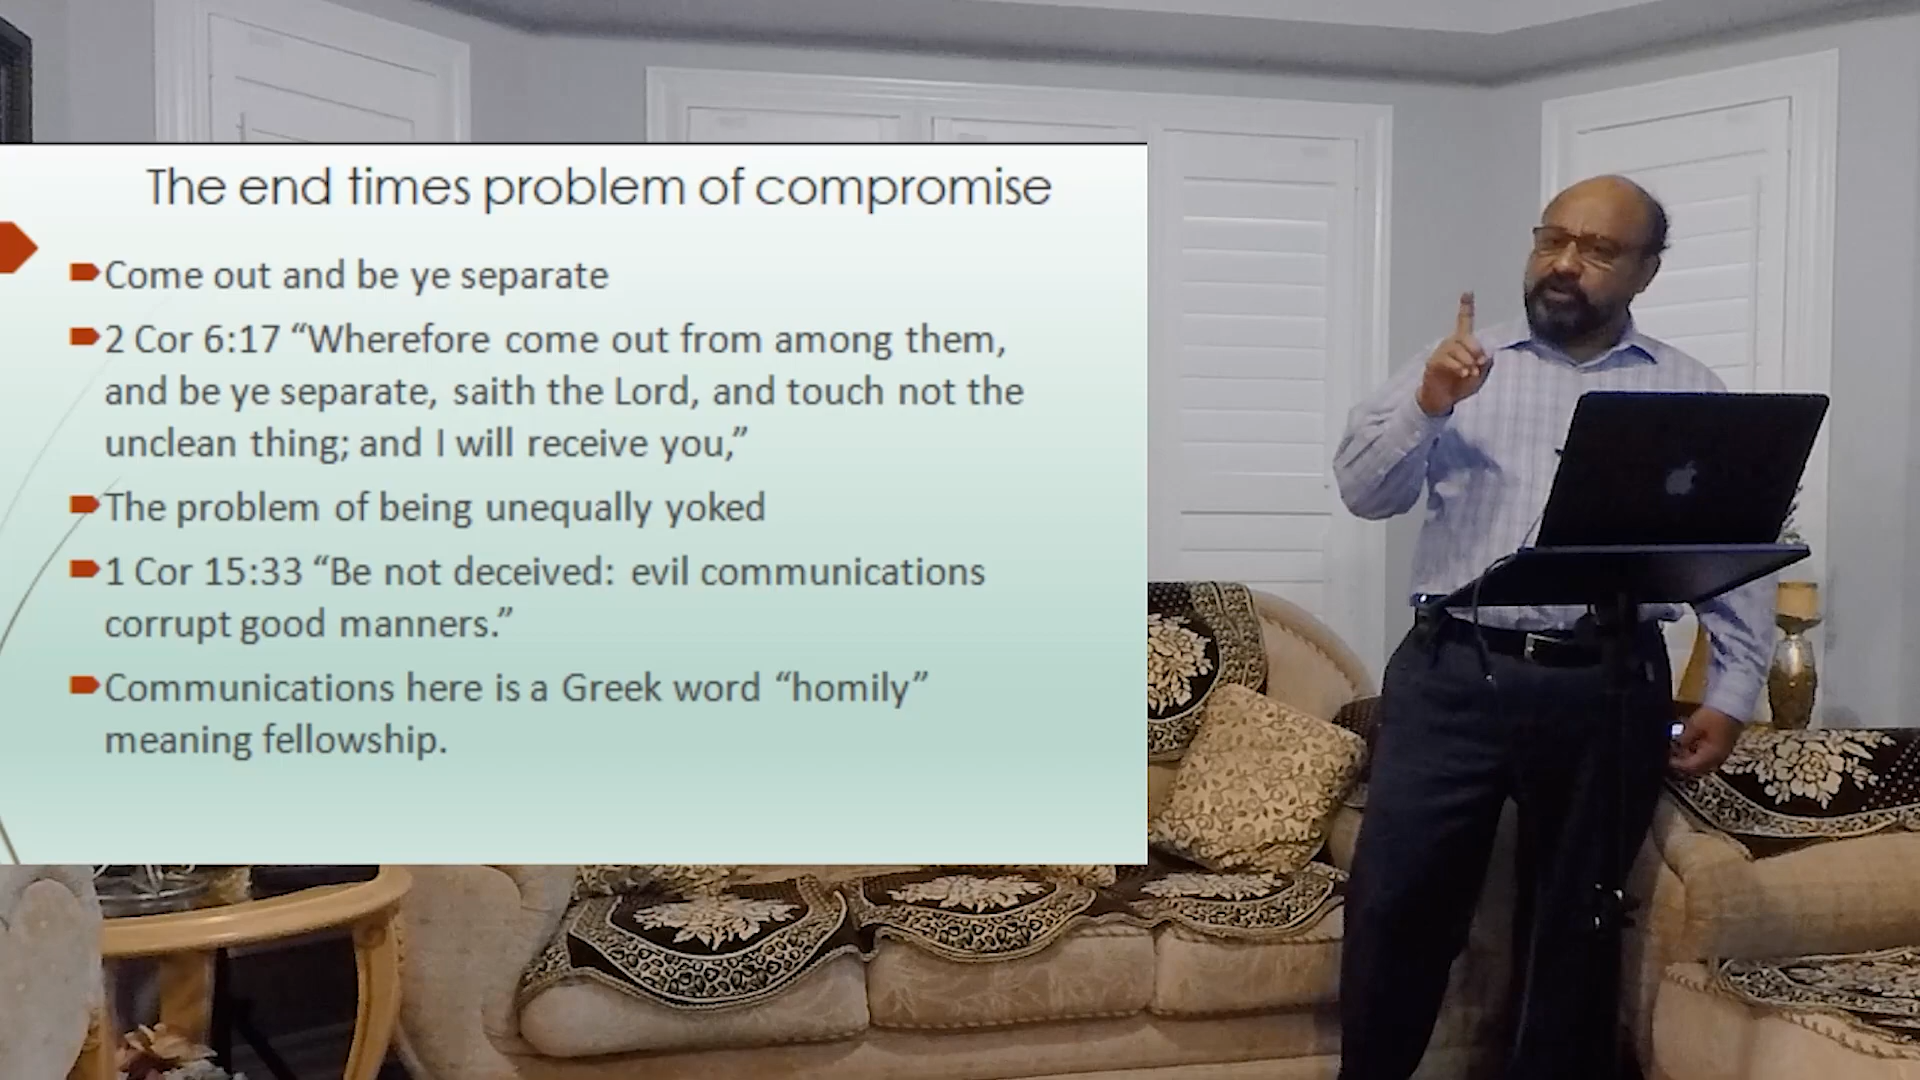 The end times problem of compromise
Come out and be ye separate
2 Cor 6:17 “Wherefore come out from among them,
and be ye separate, saith the Lord, and touch not the
unclean thing; and I will receive you,”
The problem of being unequally yoked
1 Cor 15:33 “Be not deceived: evil communications
corrupt good manners.”
Communications here is a Greek word “homily”
meaning fellowship.